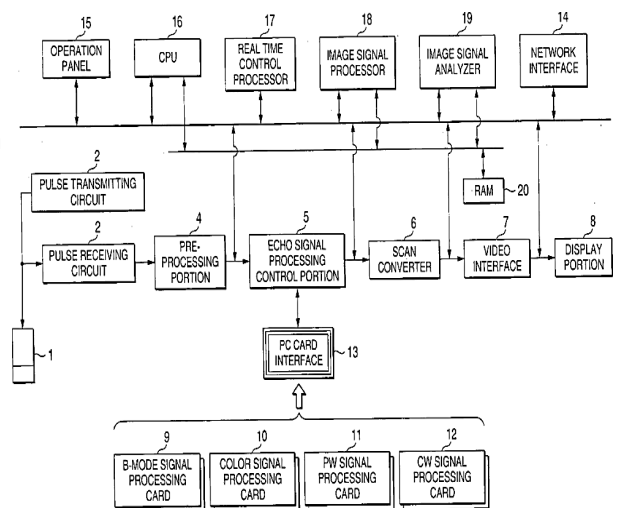 15
16
17
18
19
14
OPERATION
PANEL
CPU
REAL TIME
CONTROL
PROCESSOR
IMAGE SIGNAL
PROCESSOR
IMAGE SIGNAL
ANALYZER
NETWORK
INTERFACE
2
PULSE TRANSMITTING
CIRCUIT
RAM
20
2
PULSE RECEIVING
CIRCUIT
4
PRE-
PROCESSING
PORTION
5
ECHO SIGNAL
PROCESSING
CONTROL PORTION
6
SCAN
CONVERTER
7
VIDEO
INTERFACE
8
DISPLAY
PORTION
1
PC CARD
INTERFACE
13
9
B-MODE SIGNAL
PROCESSING
CARD
10
COLOR SIGNAL
PROCESSING
CARD
11
PW SIGNAL
PROCESSING
CARD
12
CW SIGNAL
PROCESSING
CARD